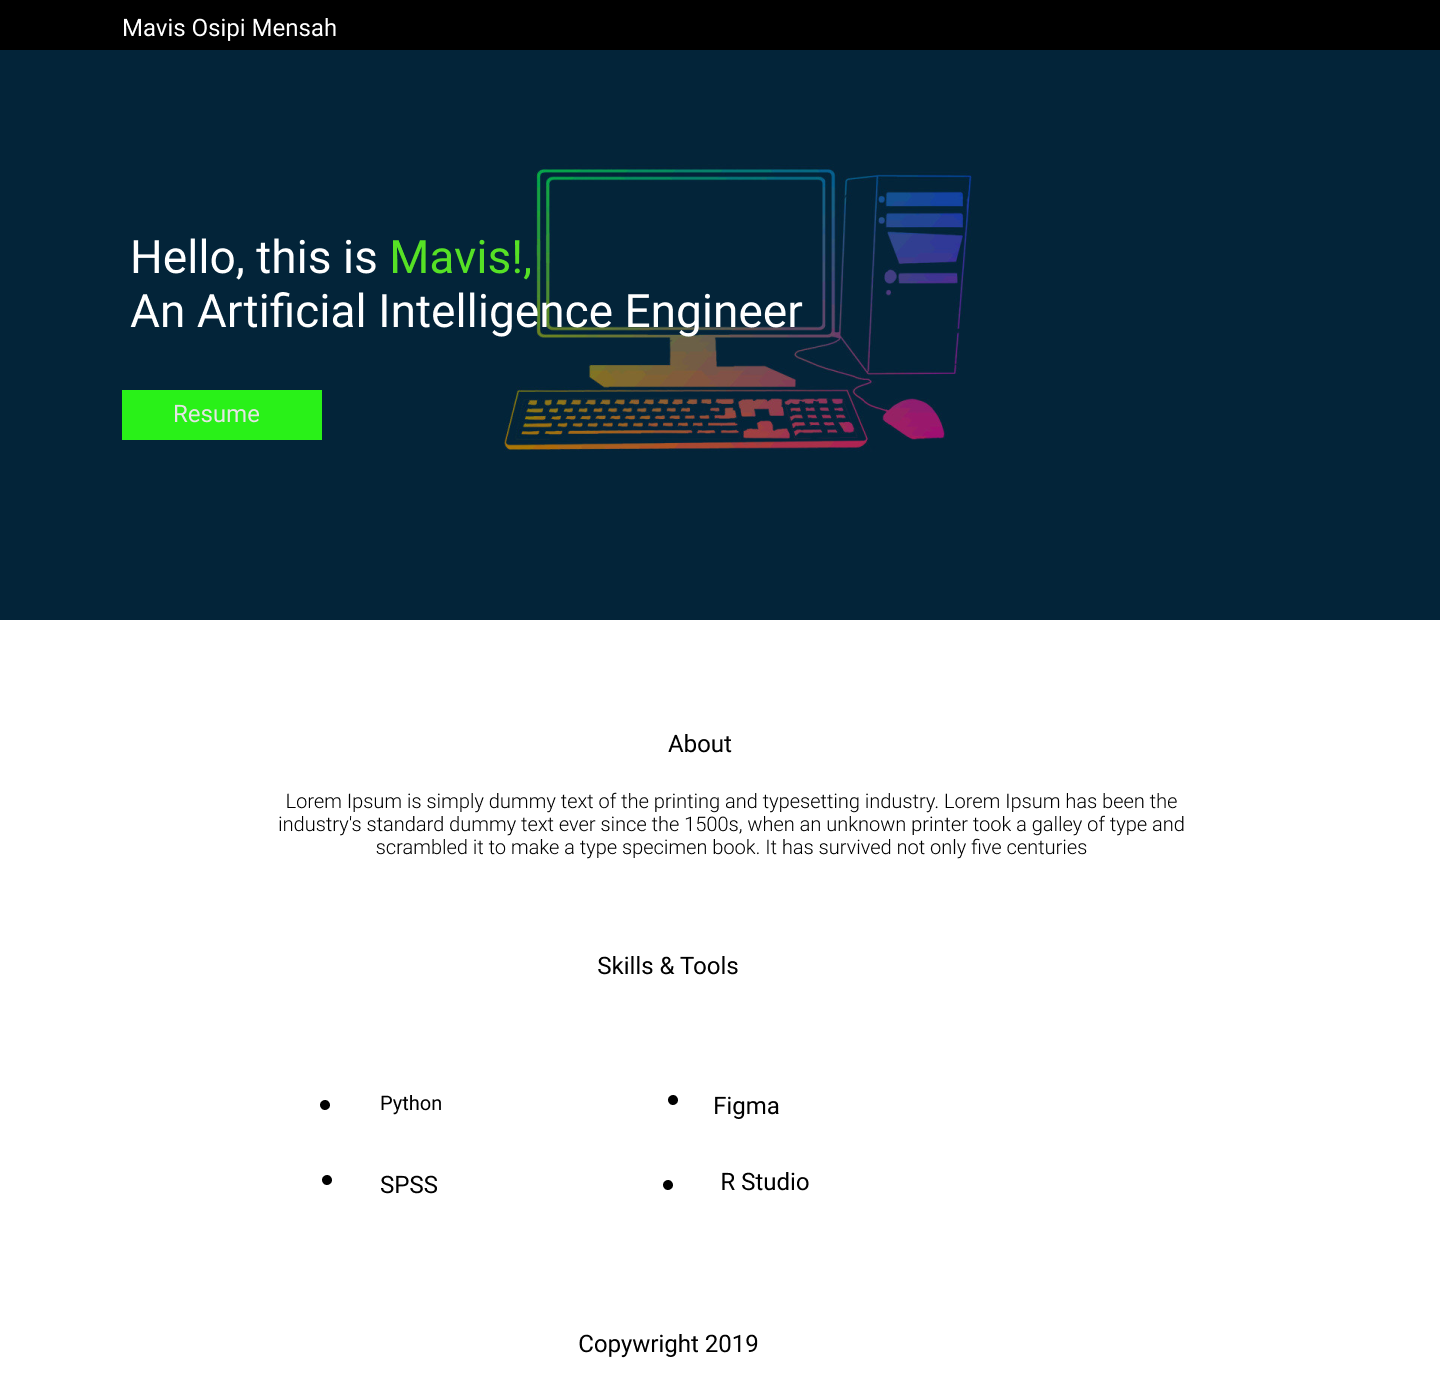 Mavis Osipi Mensah
Hello, this is Mavis!,
An Artificial Intelligence Engineer
Resume
About
Lorem Ipsum is simply dummy text of the printing and typesetting industry. Lorem Ipsum has been the
industry's standard dummy text ever since the 1500s, when an unknown printer took a galley of type and
scrambled it to make a type specimen book. It has survived not only five centuries
Skills & Tools
• Python
• Figma
• SPSS
• R Studio
Copywright 2019